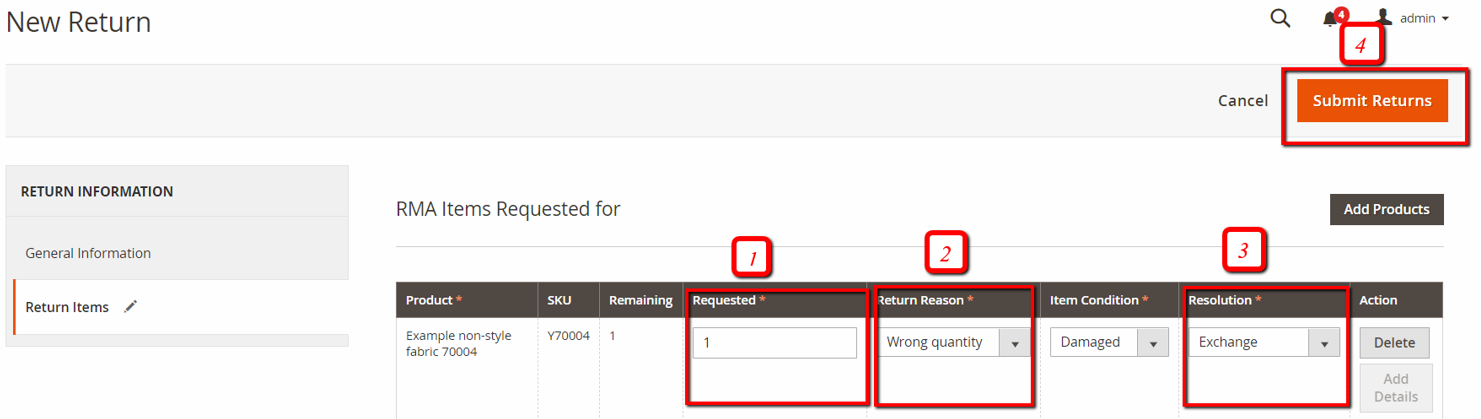 New Return
4
admin
4
Cancel
Submit Returns
RETURN INFORMATION
General Information
Return Items
RMA Items Requested for
Add Products
1
2
3
Product * SKU Remaining Requested * Return Reason * Item Condition * Resolution * Action
Example non-style Y70004 1 1 Wrong quantity Damaged Exchange Delete
fabric 70004
Add
Details